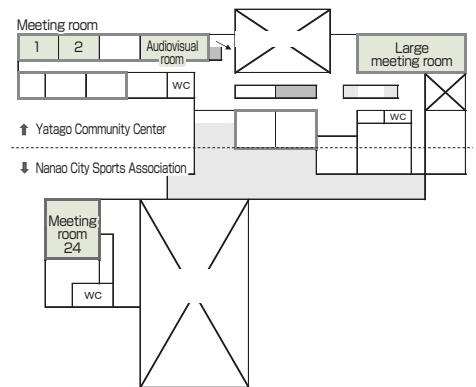 Meeting room
1
2
Audiovisual
room
Large
meeting room
WC
WC
⬆ Yatago Community Center
⬇ Nanao City Sports Association
Meeting
room
24
WC